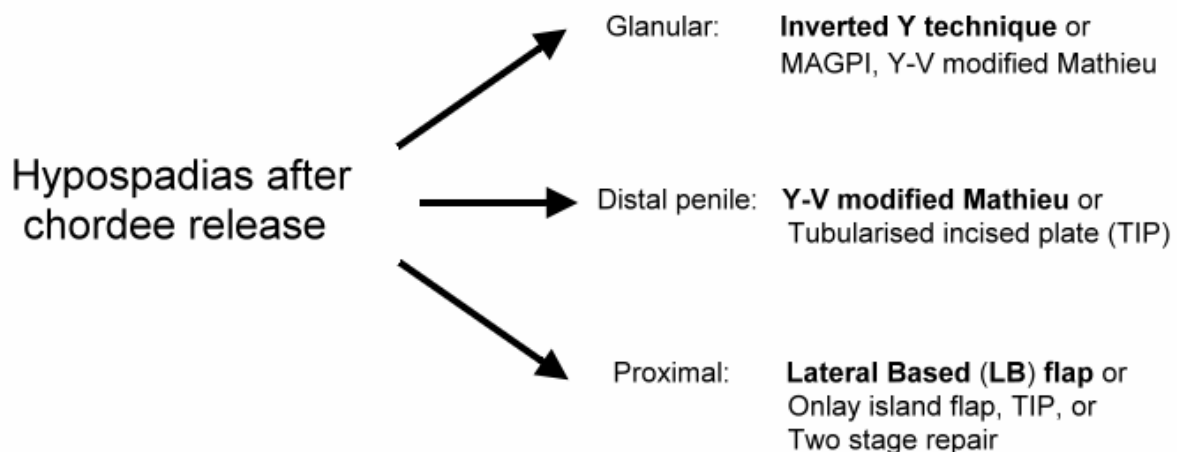 Glanular: Inverted Y technique or
MAGPI, Y-V modified Mathieu
Hypospadias after
chordee release
Distal penile: Y-V modified Mathieu or
Tubularised incised plate (TIP)
Proximal: Lateral Based (LB) flap or
Onlay island flap, TIP, or
Two stage repair